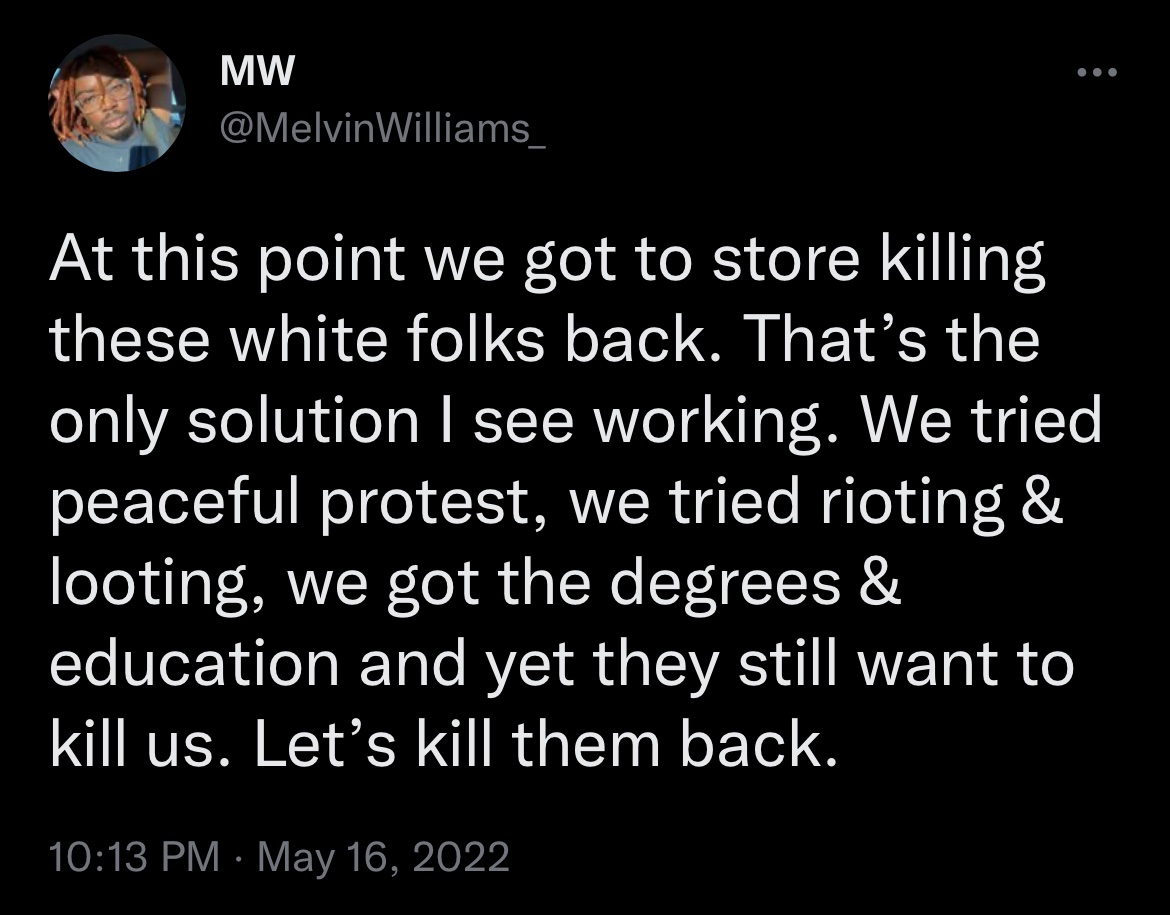 MW
@MelvinWilliams_
At this point we got to store killing
these white folks back. That’s the
only solution I see working. We tried
peaceful protest, we tried rioting &
looting, we got the degrees &
education and yet they still want to
kill us. Let’s kill them back.
10:13 PM · May 16, 2022